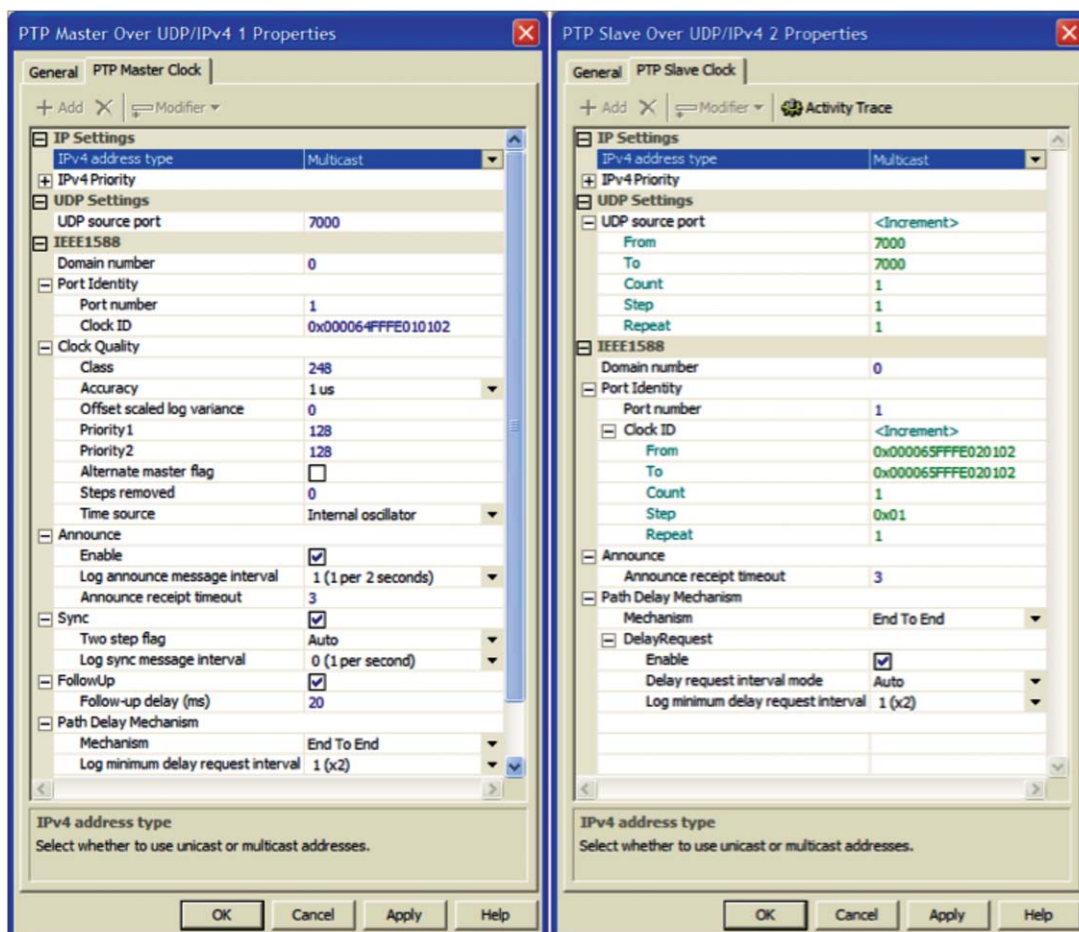 PTP Master Over UDP/IPv4 1 Properties
General PTP Master Clock
Add Modifier
IP Settings
IPv4 address type Multicast
IPv4 Priority
UDP Settings
UDP source port 7000
IEEE1588
Domain number 0
Port Identity
Port number 1
Clock ID 0x000064FFFE010102
Clock Quality
Class 248
Accuracy 1 us
Offset scaled log variance 0
Priority1 128
Priority2 128
Alternate master flag
Steps removed 0
Time source Internal oscillator
Announce
Enable
Log announce message interval 1 (1 per 2 seconds)
Announce receipt timeout 3
Sync
Two step flag Auto
Log sync message interval 0 (1 per second)
FollowUp
Follow-up delay (ms) 20
Path Delay Mechanism
Mechanism End To End
Log minimum delay request interval 1 (x2)
IPv4 address type
Select whether to use unicast or multicast addresses.
OK Cancel Apply Help
PTP Slave Over UDP/IPv4 2 Properties
General PTP Slave Clock
Add Modifier Activity Trace
IP Settings
IPv4 address type Multicast
IPv4 Priority
UDP Settings
UDP source port <Increment>
From 7000
To 7000
Count 1
Step 1
Repeat 1
IEEE1588
Domain number 0
Port Identity
Port number 1
Clock ID <Increment>
From 0x000065FFFE020102
To 0x000065FFFE020102
Count 1
Step 0x01
Repeat 1
Announce
Announce receipt timeout 3
Path Delay Mechanism
Mechanism End To End
DelayRequest
Enable
Delay request interval mode Auto
Log minimum delay request interval 1 (x2)
IPv4 address type
Select whether to use unicast or multicast addresses.
OK Cancel Apply Help